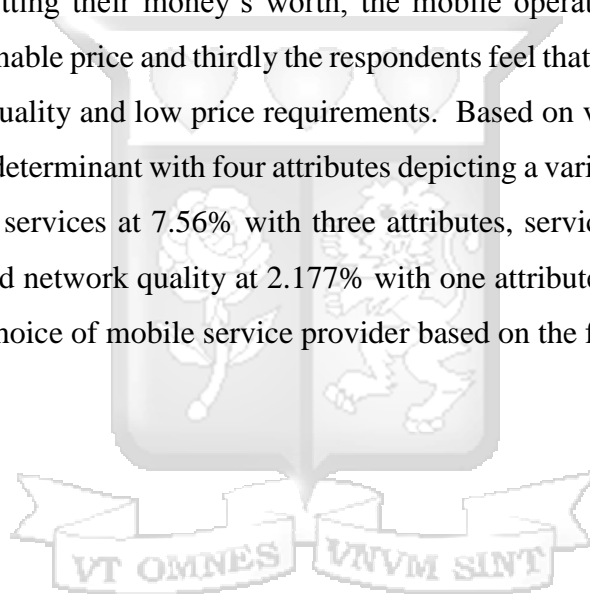 tting their money's worth, the mobile operat
nable price and thirdly the respondents feel that
uality and low price requirements. Based on v
determinant with four attributes depicting a vari
services at 7.56% with three attributes, servic
d network quality at 2.177% with one attribute
hoice of mobile service provider based on the f
VT OMNES VNVM SINT